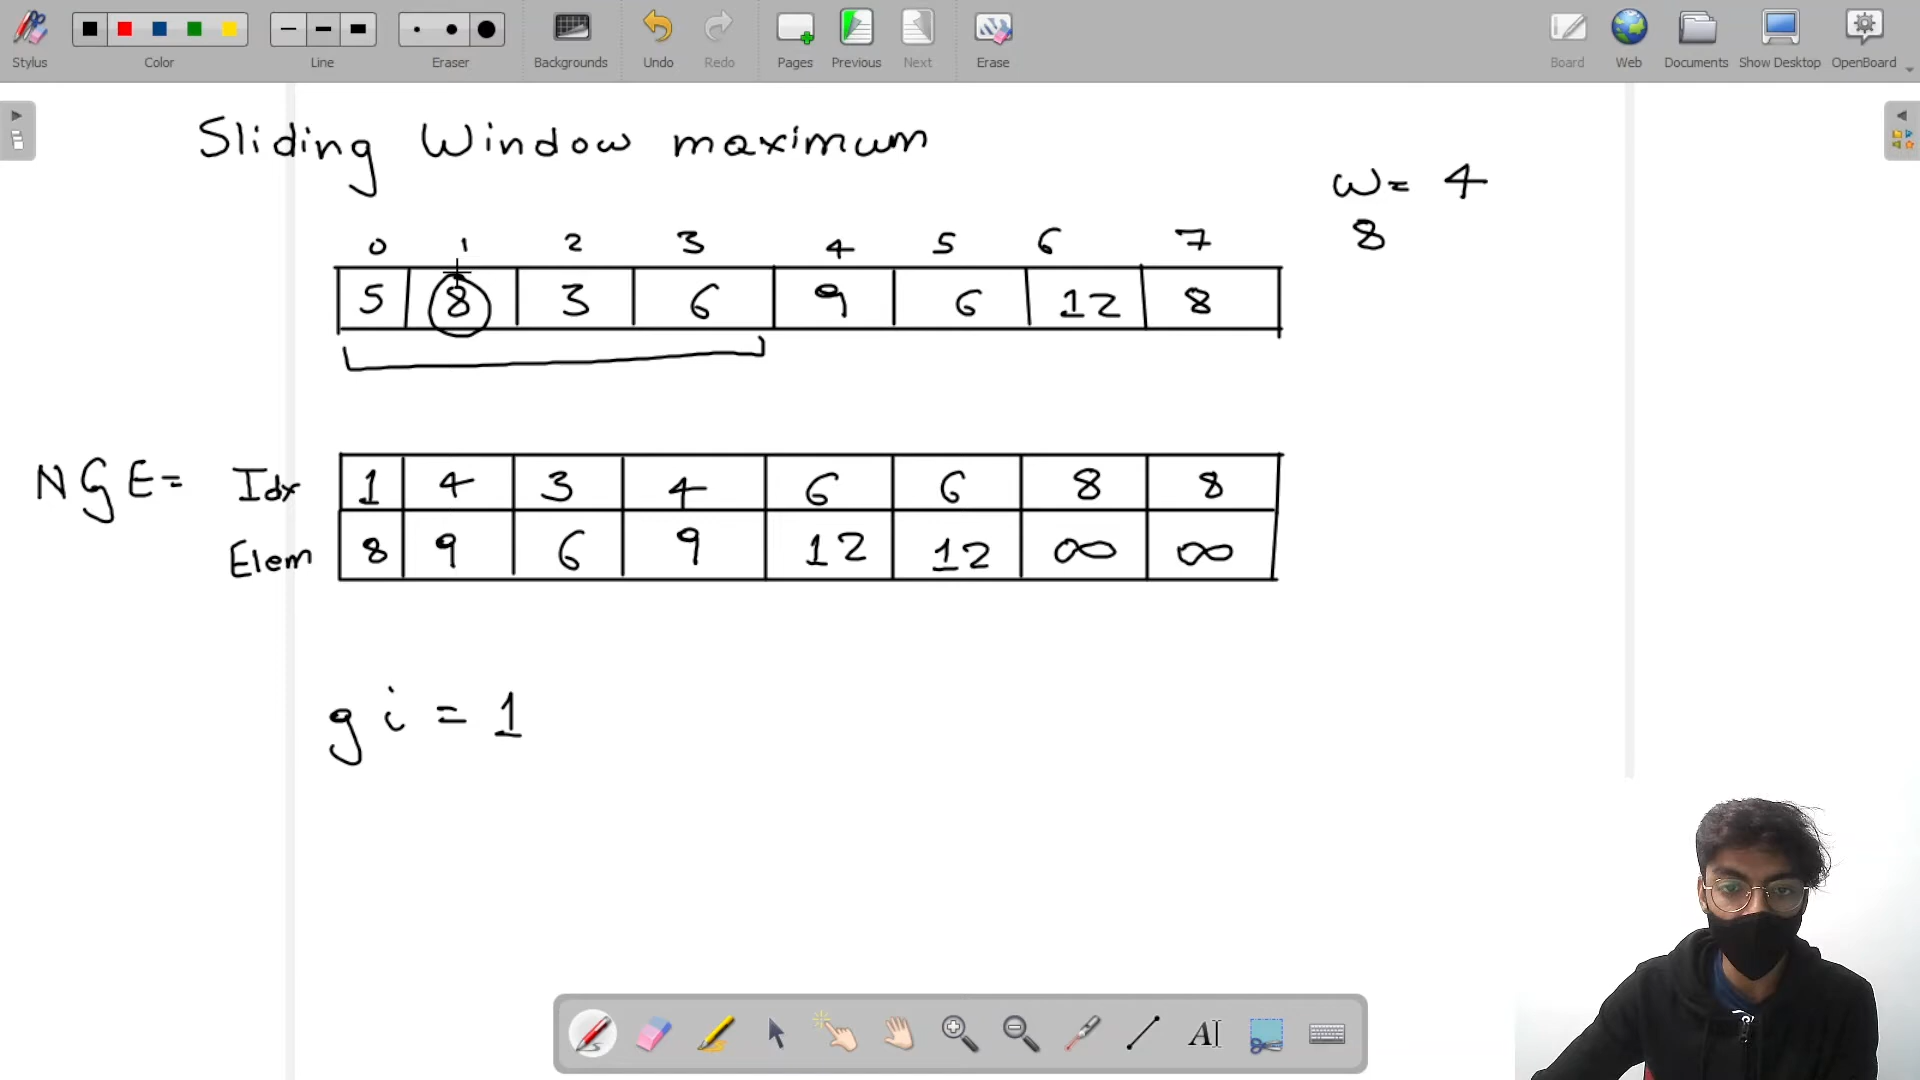 Stylus Color Line Eraser Backgrounds Undo Redo Pages Previous Next Erase Board Web Documents Show Desktop OpenBoard
Sliding Window maximum
w= 4
8
0 1 2 3 4 5 6 7
5 8 3 6 9 6 12 8
NGE= Idx 1 4 3 4 6 6 8 8
Elem 8 9 6 9 12 12 ∞ ∞
gi = 1